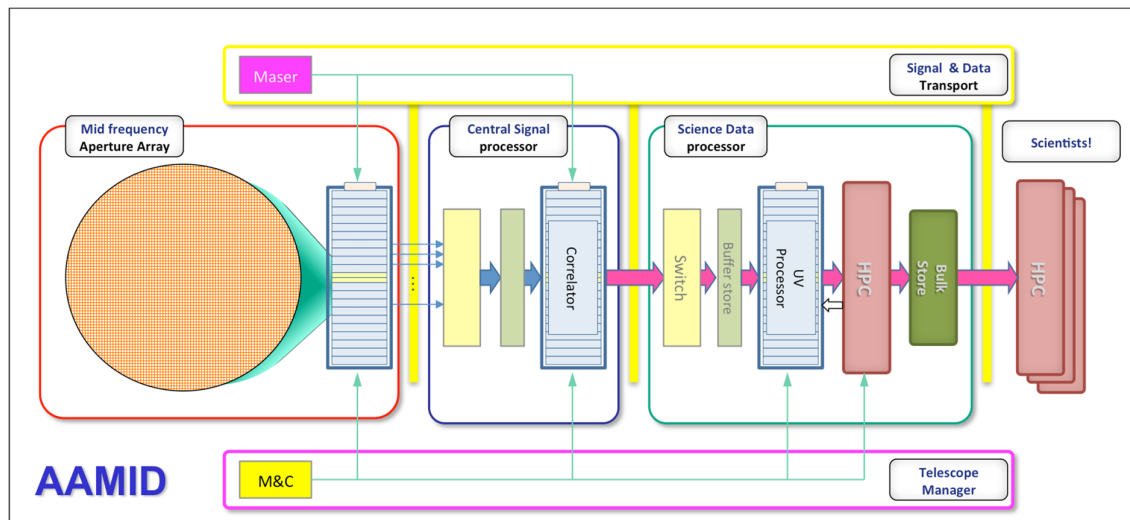 Maser
Signal & Data
Transport
Mid frequency
Aperture Array
Central Signal
processor
Science Data
processor
Scientists!
...
Correlator
Switch
Buffer store
UV
Processor
HPC
Bulk
Store
HPC
AAMID
M&C
Telescope
Manager